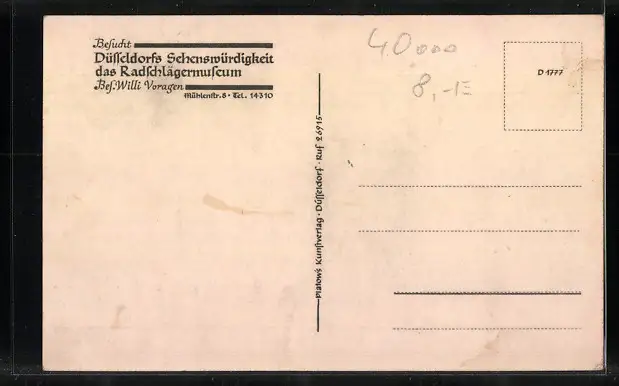 Besucht
Düsseldorfs Sehenswürdigkeit
das Radschlägermuseum
Bes. Willi Voragen
Mühlenstr. 8 · Tel. 14310
40000
8,-
D 1777
Platows Kunstverlag · Düsseldorf · Ruf 26915